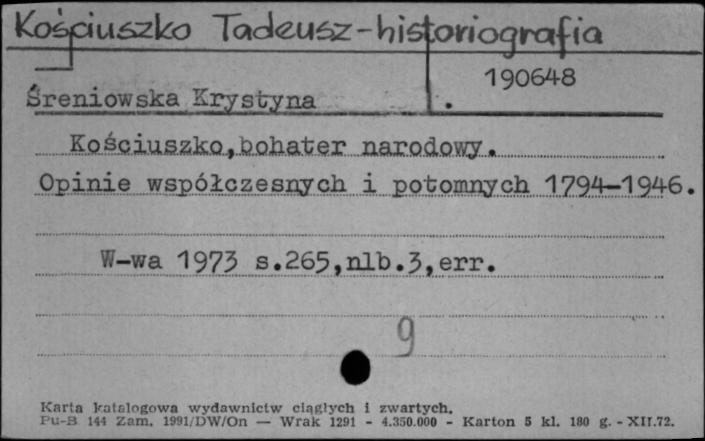 Kościuszko Tadeusz-historiografia
190648
Śreniowska Krystyna .
Kościuszko,bohater narodowy.
Opinie współczesnych i potomnych 1794-1946.
W-wa 1973 s.265,nlb.3,err.
9
Karta katalogowa wydawnictw ciągłych i zwartych.
Pu-B 144 Zam. 1991/DW/On — Wrak 1291 - 4.350.000 - Karton 5 kl. 180 g. - XII.72.